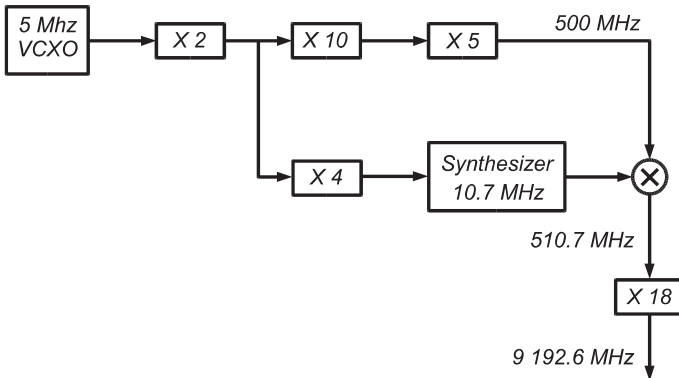 5 Mhz
VCXO
X 2
X 10
X 5
500 MHz
X 4
Synthesizer
10.7 MHz
510.7 MHz
X 18
9 192.6 MHz